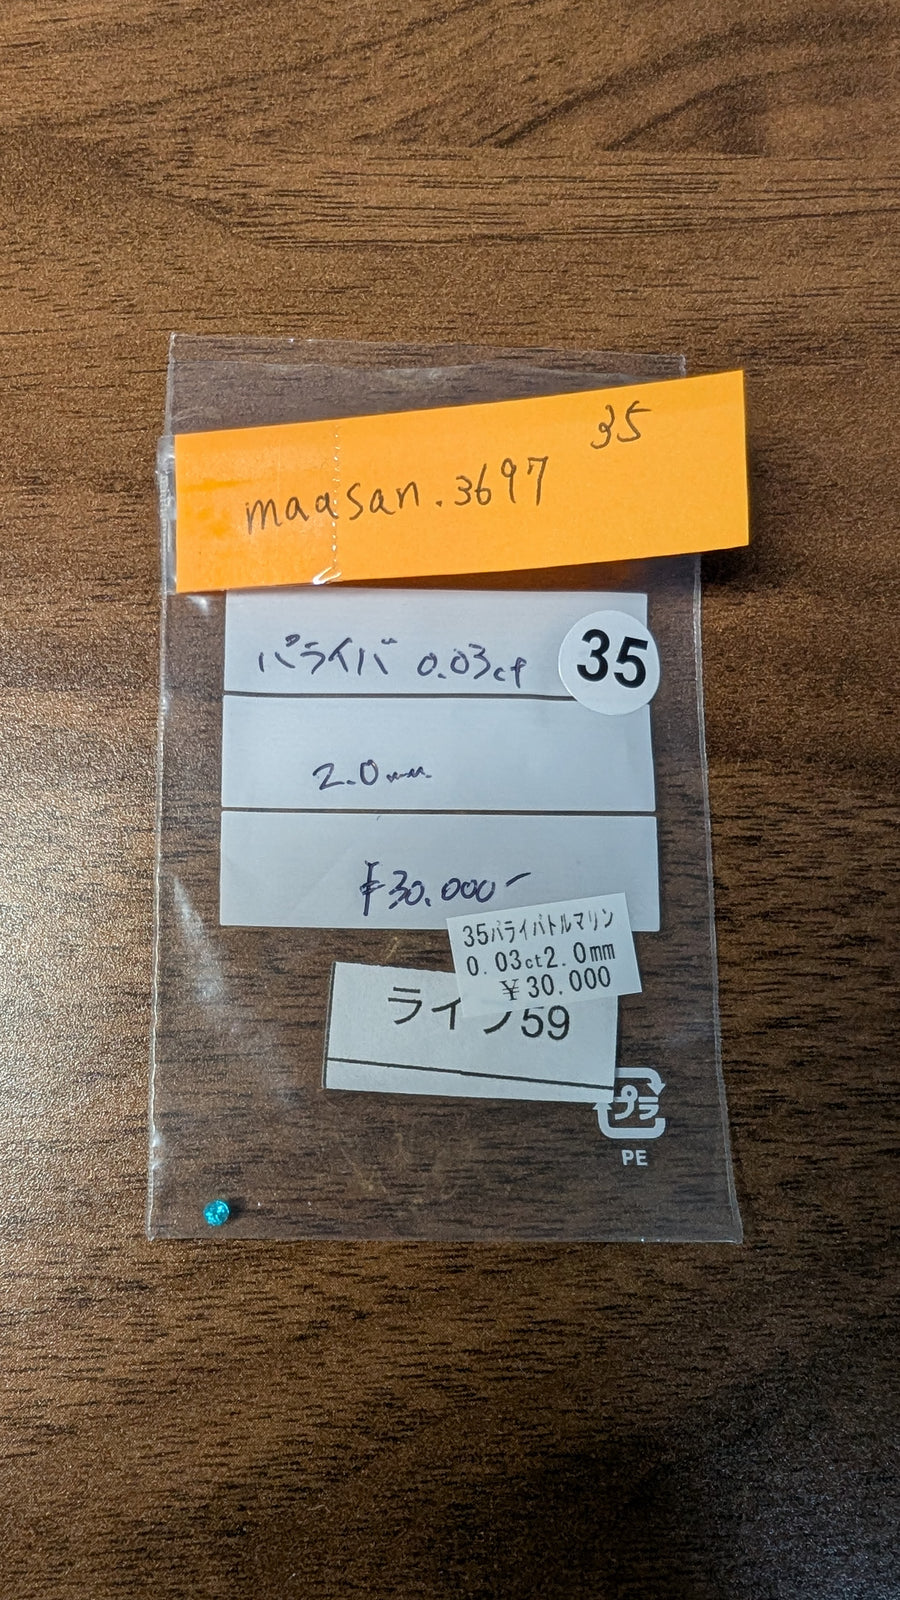 35
maasan.3697
パライバ 0.03ct
35
2.0mm
¥30.000-
35パライバトルマリン
0.03ct2.0mm
¥30.000
59
プラ
PE